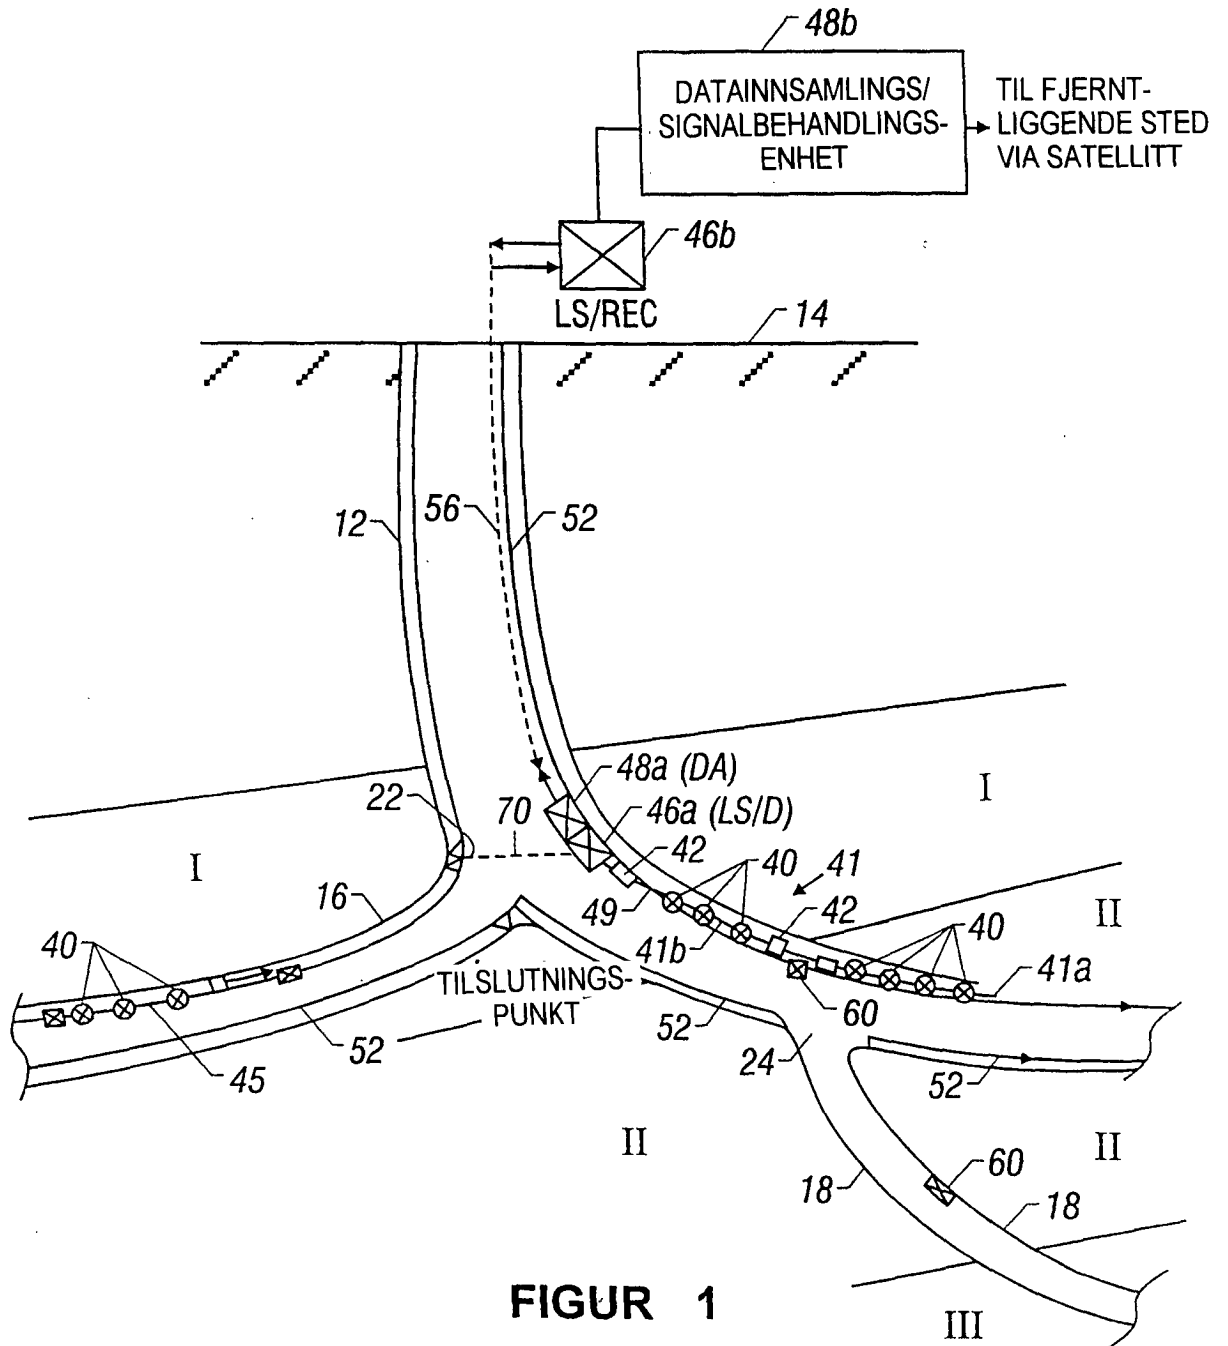 48b
DATAINNSAMLINGS/
SIGNALBEHANDLINGS-
ENHET
TIL FJERNT-
LIGGENDE STED
VIA SATELLITT
46b
LS/REC
14
12
56
52
48a (DA)
46a (LS/D)
I
22
70
42
40
41
I
16
49
42
II
40
40
41b
41a
TILSLUTNINGS-
PUNKT
60
52
52
45
24
52
II
II
18
60
18
FIGUR 1
III